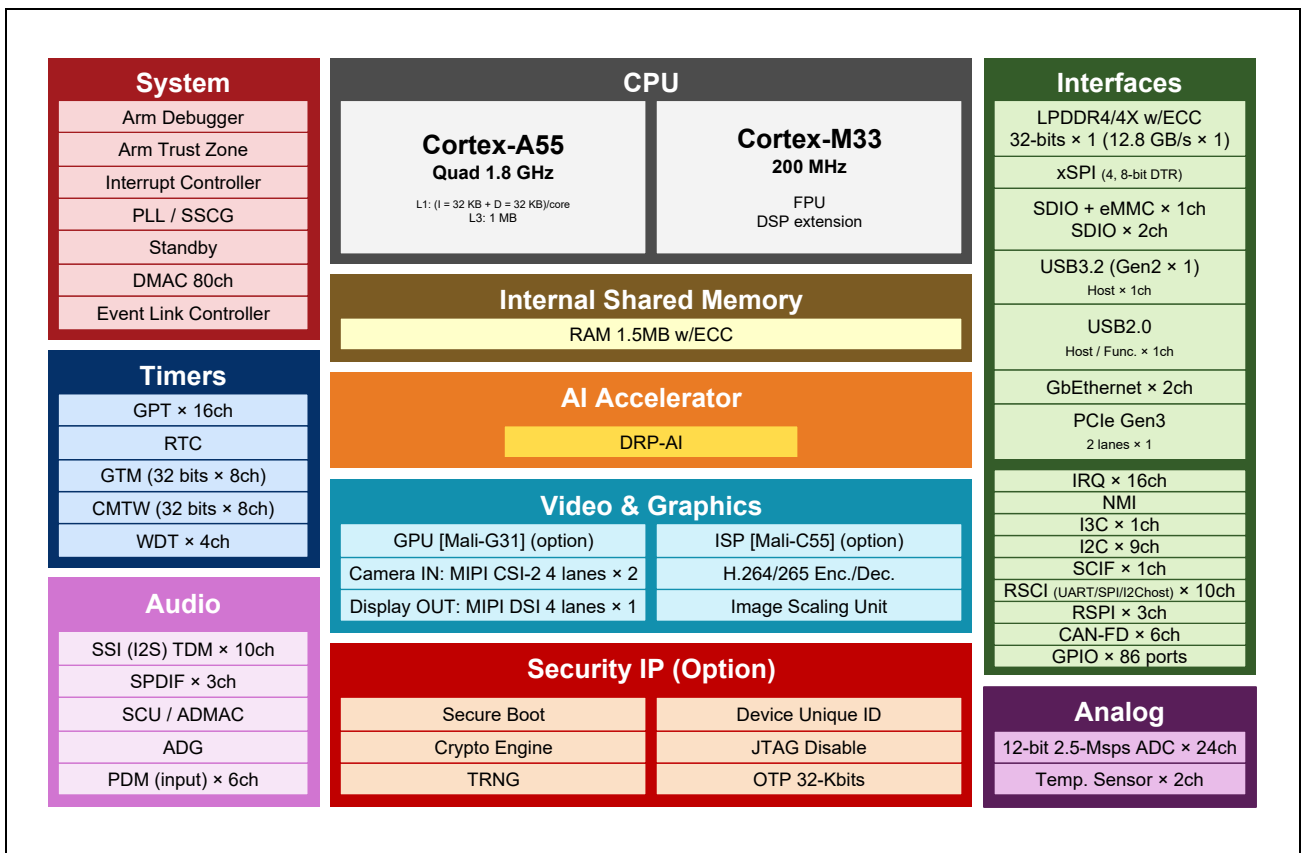 System
Arm Debugger
Arm Trust Zone
Interrupt Controller
PLL / SSCG
Standby
DMAC 80ch
Event Link Controller
Timers
GPT × 16ch
RTC
GTM (32 bits × 8ch)
CMTW (32 bits × 8ch)
WDT × 4ch
Audio
SSI (I2S) TDM × 10ch
SPDIF × 3ch
SCU / ADMAC
ADG
PDM (input) × 6ch
CPU
Cortex-A55
Quad 1.8 GHz
L1: (I = 32 KB + D = 32 KB)/core
L3: 1 MB
Cortex-M33
200 MHz
FPU
DSP extension
Internal Shared Memory
RAM 1.5MB w/ECC
AI Accelerator
DRP-AI
Video & Graphics
GPU [Mali-G31] (option)
ISP [Mali-C55] (option)
Camera IN: MIPI CSI-2 4 lanes × 2
H.264/265 Enc./Dec.
Display OUT: MIPI DSI 4 lanes × 1
Image Scaling Unit
Security IP (Option)
Secure Boot
Device Unique ID
Crypto Engine
JTAG Disable
TRNG
OTP 32-Kbits
Interfaces
LPDDR4/4X w/ECC
32-bits × 1 (12.8 GB/s × 1)
xSPI (4, 8-bit DTR)
SDIO + eMMC × 1ch
SDIO × 2ch
USB3.2 (Gen2 × 1)
Host × 1ch
USB2.0
Host / Func. × 1ch
GbEthernet × 2ch
PCIe Gen3
2 lanes × 1
IRQ × 16ch
NMI
I3C × 1ch
I2C × 9ch
SCIF × 1ch
RSCI (UART/SPI/I2Chost) × 10ch
RSPI × 3ch
CAN-FD × 6ch
GPIO × 86 ports
Analog
12-bit 2.5-Msps ADC × 24ch
Temp. Sensor × 2ch